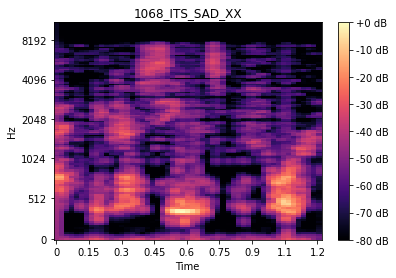 1068_ITS_SAD_XX
Hz
8192
4096
2048
1024
512
0
0 0.15 0.3 0.45 0.6 0.75 0.9 1.1 1.2
Time
+0 dB
-10 dB
-20 dB
-30 dB
-40 dB
-50 dB
-60 dB
-70 dB
-80 dB